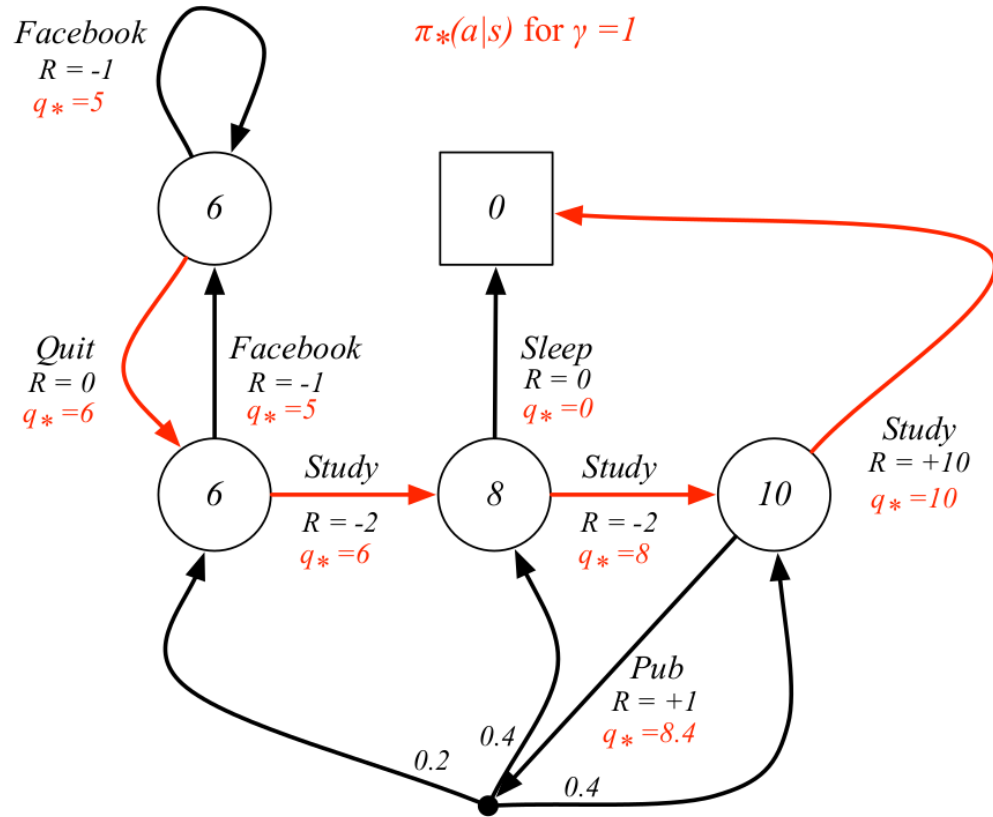 Facebook
R = -1
q* =5
π*(a|s) for γ =1
6
0
Quit
R = 0
q* =6
Facebook
R = -1
q* =5
Sleep
R = 0
q* =0
Study
R = +10
q* =10
6
Study
R = -2
q* =6
8
Study
R = -2
q* =8
10
Pub
R = +1
q* =8.4
0.2
0.4
0.4